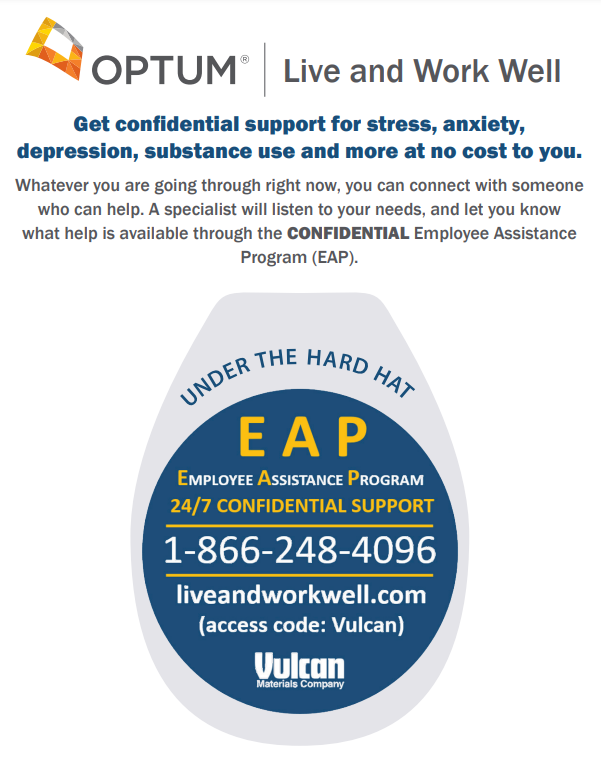 OPTUM® | Live and Work Well
Get confidential support for stress, anxiety,
depression, substance use and more at no cost to you.
Whatever you are going through right now, you can connect with someone
who can help. A specialist will listen to your needs, and let you know
what help is available through the CONFIDENTIAL Employee Assistance
Program (EAP).
UNDER THE HARD HAT
EAP
EMPLOYEE ASSISTANCE PROGRAM
24/7 CONFIDENTIAL SUPPORT
1-866-248-4096
liveandworkwell.com
(access code: Vulcan)
Vulcan
Materials Company